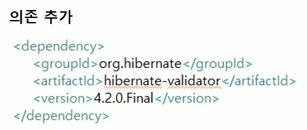 의존 추가
<dependency>
<groupId>org.hibernate</groupId>
<artifactId>hibernate-validator</artifactId>
<version>4.2.0.Final</version>
</dependency>